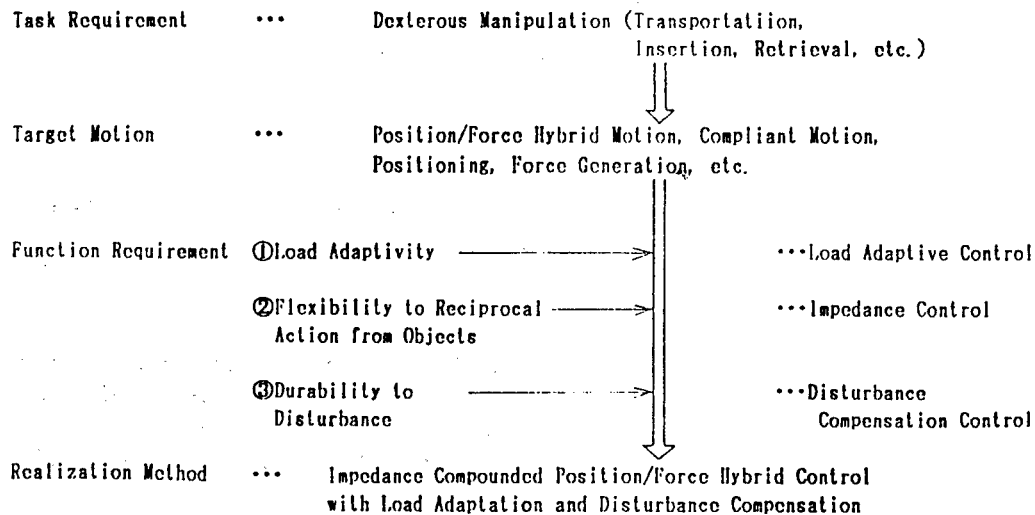 Task Requirement ··· Dexterous Manipulation (Transportatiion,
Insertion, Retrieval, etc.)
Target Motion ··· Position/Force Hybrid Motion, Compliant Motion,
Positioning, Force Generation, etc.
Function Requirement ①Load Adaptivity ···Load Adaptive Control
②Flexibility to Reciprocal ···Impedance Control
Action from Objects
③Durability to ···Disturbance
Disturbance Compensation Control
Realization Method ··· Impedance Compounded Position/Force Hybrid Control
with Load Adaptation and Disturbance Compensation